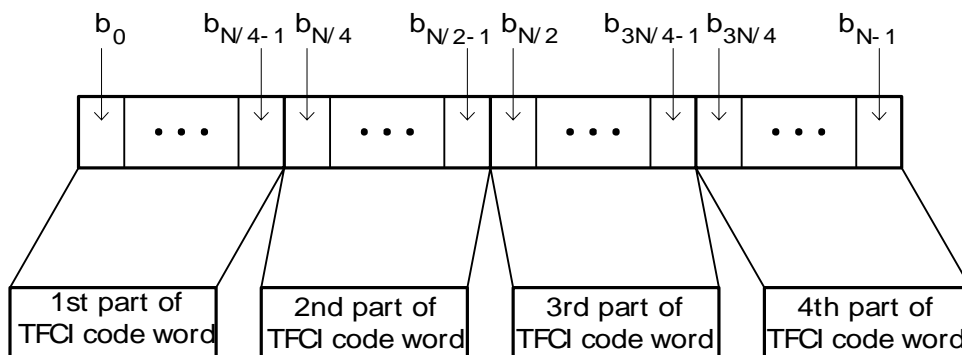 b0 bN/4-1 bN/4 bN/2-1 bN/2 b3N/4-1 b3N/4 bN-1
1st part of
TFCI code word
2nd part of
TFCI code word
3rd part of
TFCI code word
4th part of
TFCI code word